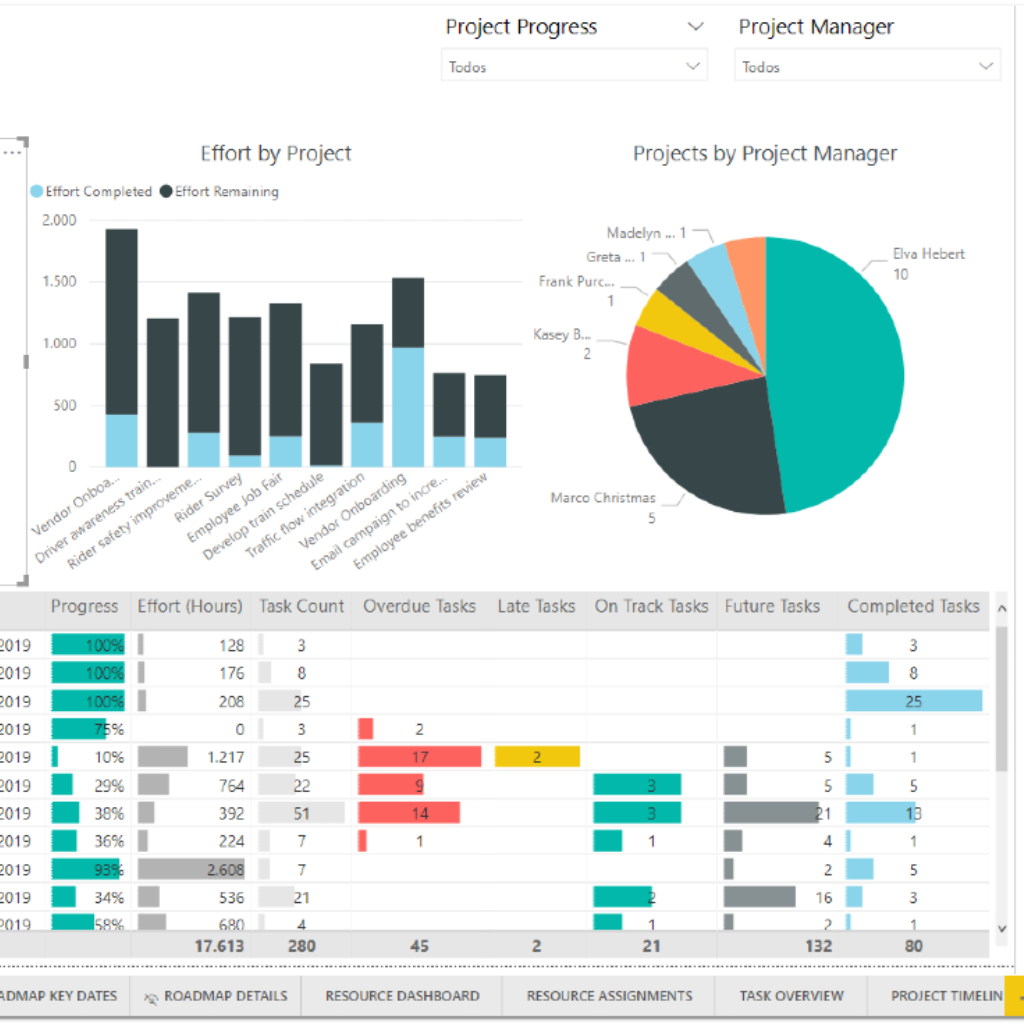 Project Progress
Project Manager
Todos
Todos
Effort by Project
Effort Completed Effort Remaining
2.000
1.500
1.000
500
0
Vendor Onboa...
Driver awareness train...
Rider safety improveme...
Rider Survey
Employee Job Fair
Develop train schedule
Traffic flow integration
Vendor Onboarding
Email campaign to incre...
Employee benefits review
Projects by Project Manager
Madelyn ... 1
Greta ... 1
Frank Purc...
1
Kasey B...
2
Elva Hebert
10
Marco Christmas
5
Progress Effort (Hours) Task Count Overdue Tasks Late Tasks On Track Tasks Future Tasks Completed Tasks
2019 100% 128 3 3
2019 100% 176 8 8
2019 100% 208 25 25
2019 75% 0 3 2 1
2019 10% 1.217 25 17 2 5 1
2019 29% 764 22 9 3 5 5
2019 38% 392 51 14 3 21 13
2019 36% 224 7 1 1 4 1
2019 93% 2.608 7 2 5
2019 34% 536 21 2 16 3
2019 58% 680 4 1 2 1
17.613 280 45 2 21 132 80
ADMAP KEY DATES ROADMAP DETAILS RESOURCE DASHBOARD RESOURCE ASSIGNMENTS TASK OVERVIEW PROJECT TIMELIN